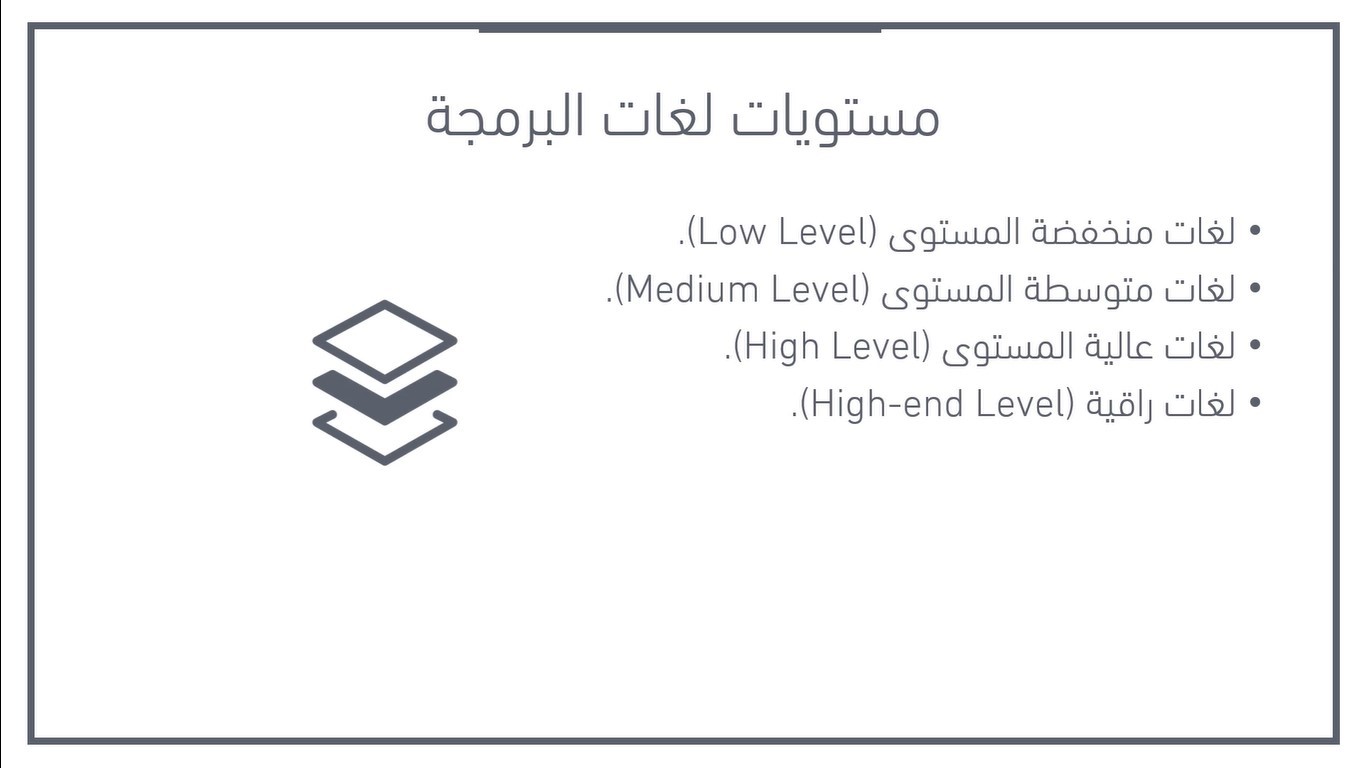 مستويات لغات البرمجة
• لغات منخفضة المستوى (Low Level).
• لغات متوسطة المستوى (Medium Level).
• لغات عالية المستوى (High Level).
• لغات راقية (High-end Level).